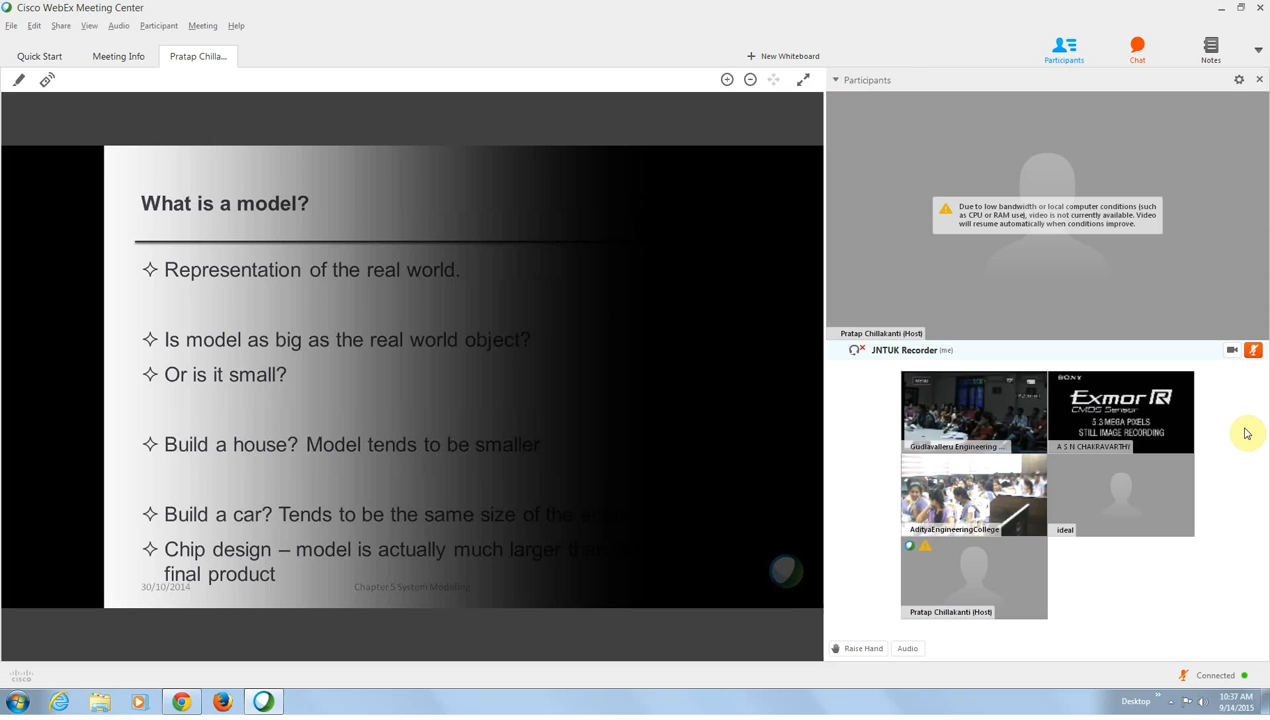 Cisco WebEx Meeting Center
File Edit Share View Audio Participant Meeting Help
Quick Start Meeting Info Pratap Chilla...
New Whiteboard
Participants Chat Notes
Participants
Due to low bandwidth or local computer conditions (such
as CPU or RAM use), video is not currently available. Video
will resume automatically when conditions improve.
Pratap Chillakanti (Host)
JNTUK Recorder (me)
What is a model?
Representation of the real world.
Is model as big as the real world object?
Or is it small?
Build a house? Model tends to be smaller
Build a car? Tends to be the same size of the
Chip design – model is actually much larger than
final product
30/10/2014 Chapter 5 System Modeling
Menu
Gudlavalleru Engineering ...
SONY
Exmor R
CMOS Sensor
5.3 MEGA PIXELS
STILL IMAGE RECORDING
A S N CHAKRAVARTHY
AdityaEngineeringCollege
ideal
Pratap Chillakanti (Host)
Raise Hand Audio
CISCO
Connected
Desktop
10:37 AM
9/14/2015